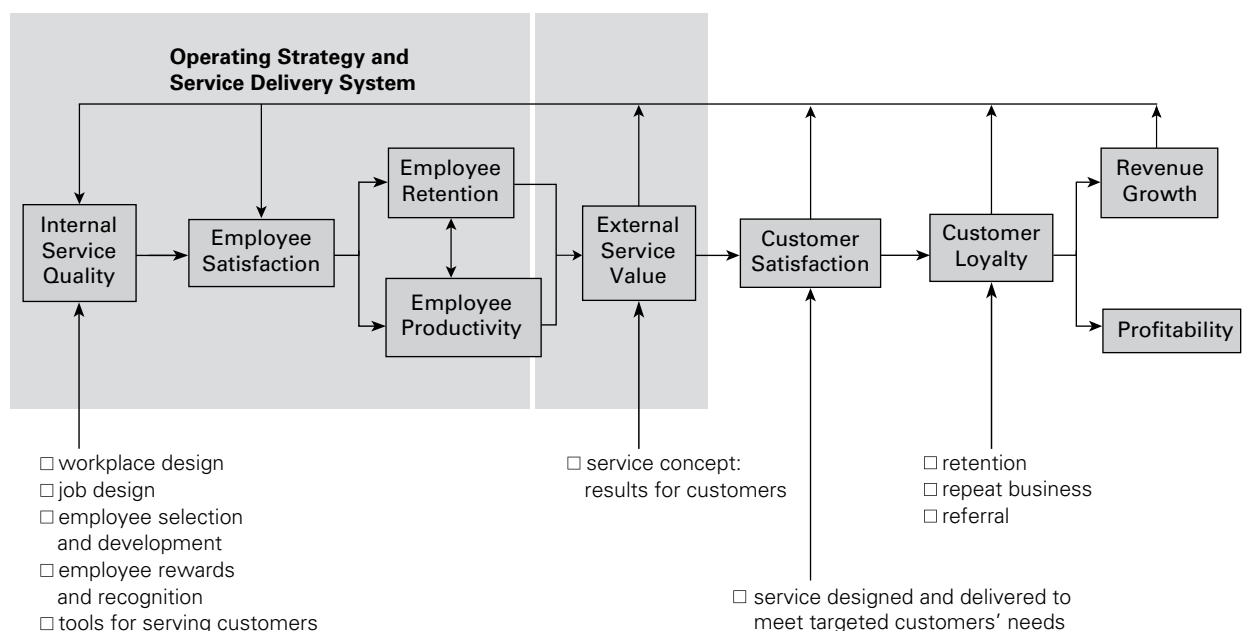 Operating Strategy and
Service Delivery System
Internal
Service
Quality
Employee
Satisfaction
Employee
Retention
Employee
Productivity
External
Service
Value
Customer
Satisfaction
Customer
Loyalty
Revenue
Growth
Profitability
□ workplace design
□ job design
□ employee selection
and development
□ employee rewards
and recognition
□ tools for serving customers
□ service concept:
results for customers
□ service designed and delivered to
meet targeted customers’ needs
□ retention
□ repeat business
□ referral